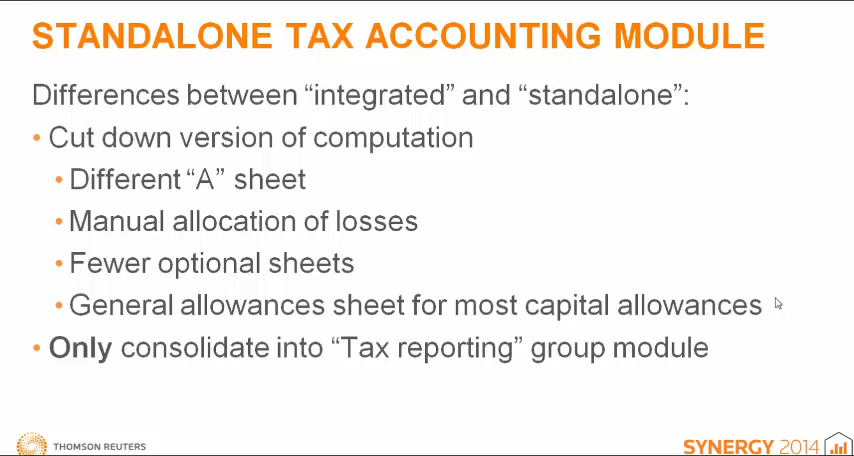 STANDALONE TAX ACCOUNTING MODULE
Differences between “integrated” and “standalone”:
• Cut down version of computation
• Different “A” sheet
• Manual allocation of losses
• Fewer optional sheets
• General allowances sheet for most capital allowances
• Only consolidate into “Tax reporting” group module
THOMSON REUTERS
SYNERGY 2014